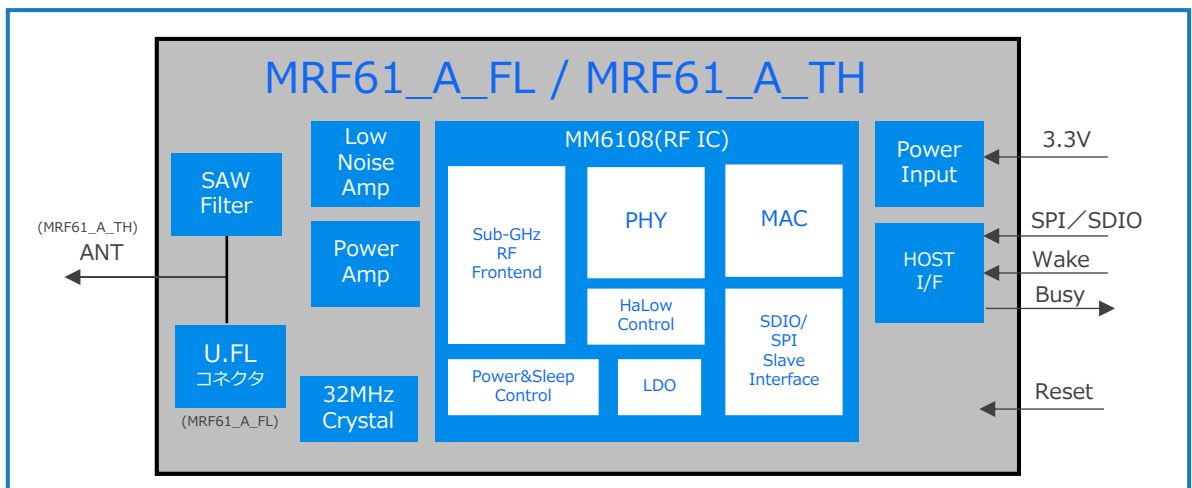 MRF61_A_FL / MRF61_A_TH
MM6108(RF IC)
Low
Noise
Amp
Power
Amp
SAW
Filter
(MRF61_A_TH)
ANT
U.FL
コネクタ
(MRF61_A_FL)
32MHz
Crystal
Sub-GHz
RF
Frontend
PHY
MAC
HaLow
Control
SDIO/
SPI
Slave
Interface
Power&Sleep
Control
LDO
Power
Input
HOST
I/F
3.3V
SPI／SDIO
Wake
Busy
Reset